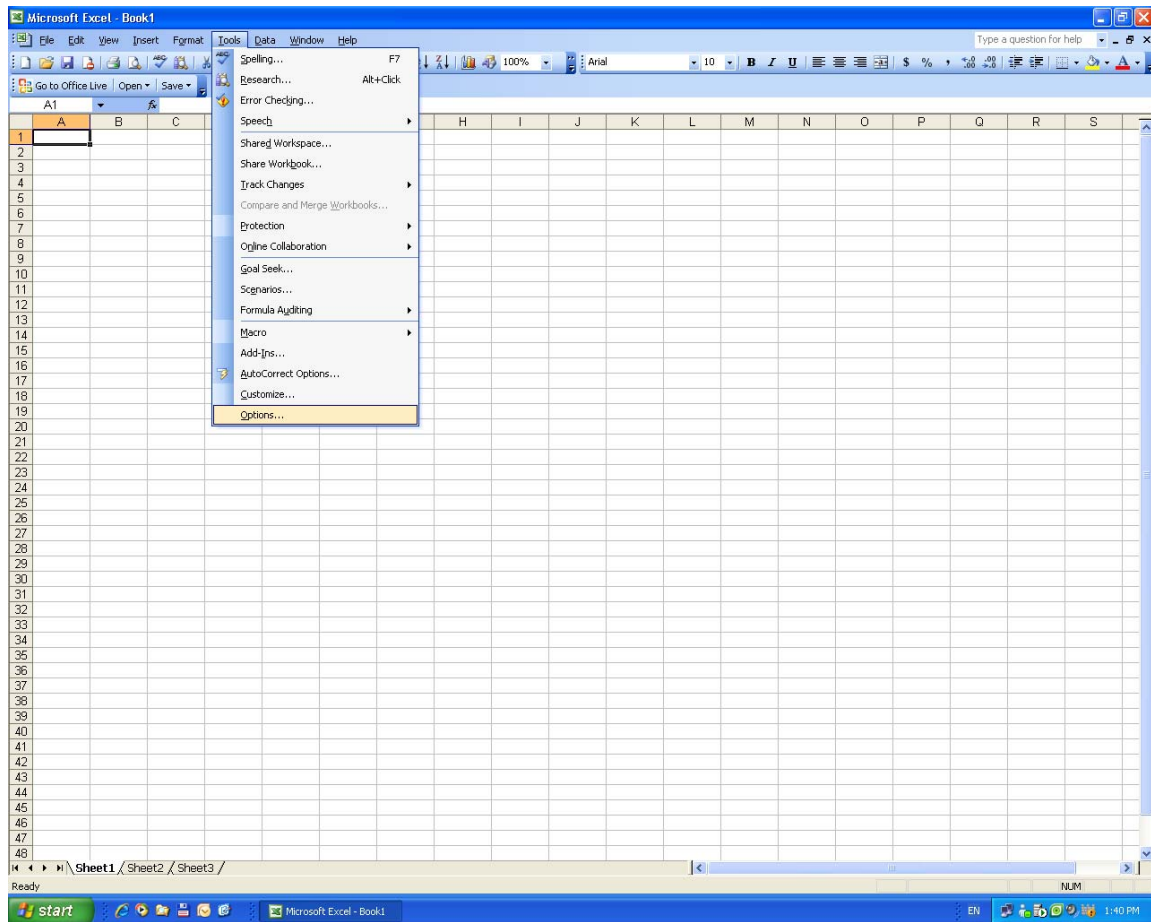 Microsoft Excel - Book1
File Edit View Insert Format Tools Data Window Help Type a question for help
100% Arial 10 B I U $ % ,
Go to Office Live Open Save
A1 fx
A B C H I J K L M N O P Q R S
Spelling... F7
Research... Alt+Click
Error Checking...
Speech
Shared Workspace...
Share Workbook...
Track Changes
Compare and Merge Workbooks...
Protection
Online Collaboration
Goal Seek...
Scenarios...
Formula Auditing
Macro
Add-Ins...
AutoCorrect Options...
Customize...
Options...
1
2
3
4
5
6
7
8
9
10
11
12
13
14
15
16
17
18
19
20
21
22
23
24
25
26
27
28
29
30
31
32
33
34
35
36
37
38
39
40
41
42
43
44
45
46
47
48
Sheet1 / Sheet2 / Sheet3 /
Ready NUM
start Microsoft Excel - Book1 EN 1:40 PM